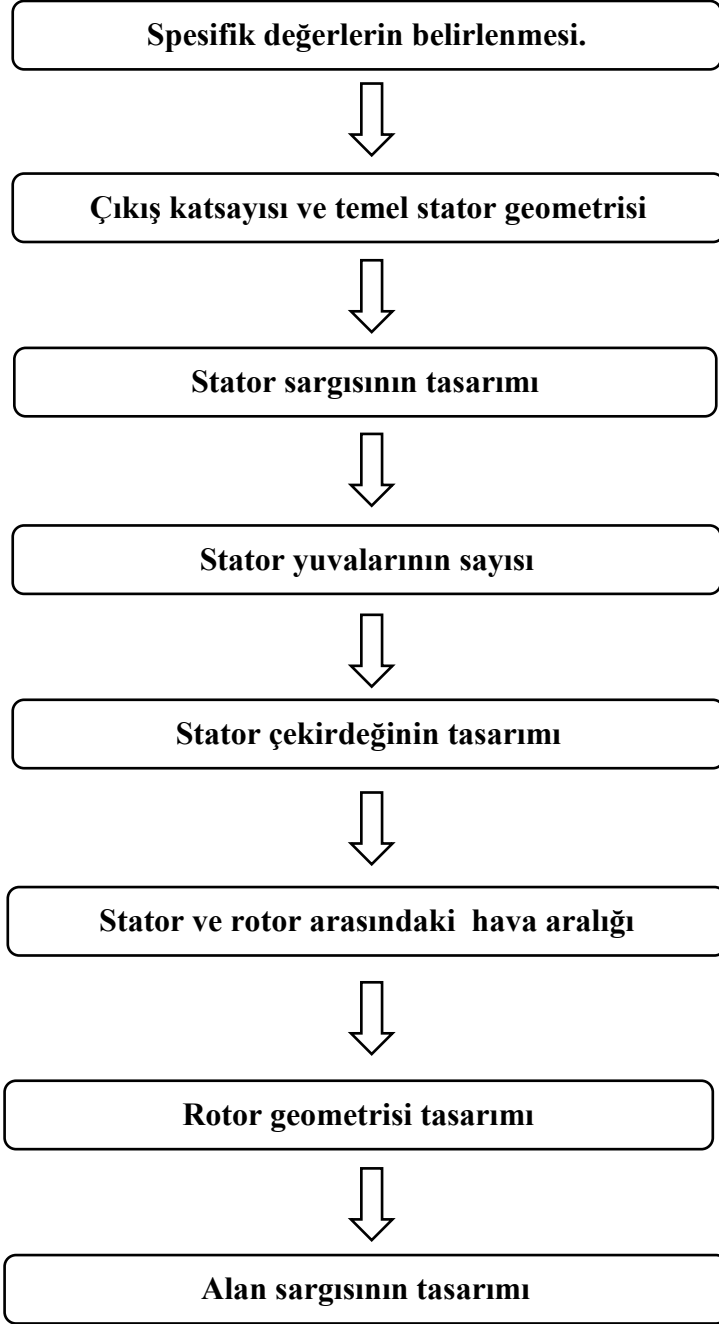 Spesifik değerlerin belirlenmesi.
Çıkış katsayısı ve temel stator geometrisi
Stator sargısının tasarımı
Stator yuvalarının sayısı
Stator çekirdeğinin tasarımı
Stator ve rotor arasındaki hava aralığı
Rotor geometrisi tasarımı
Alan sargısının tasarımı